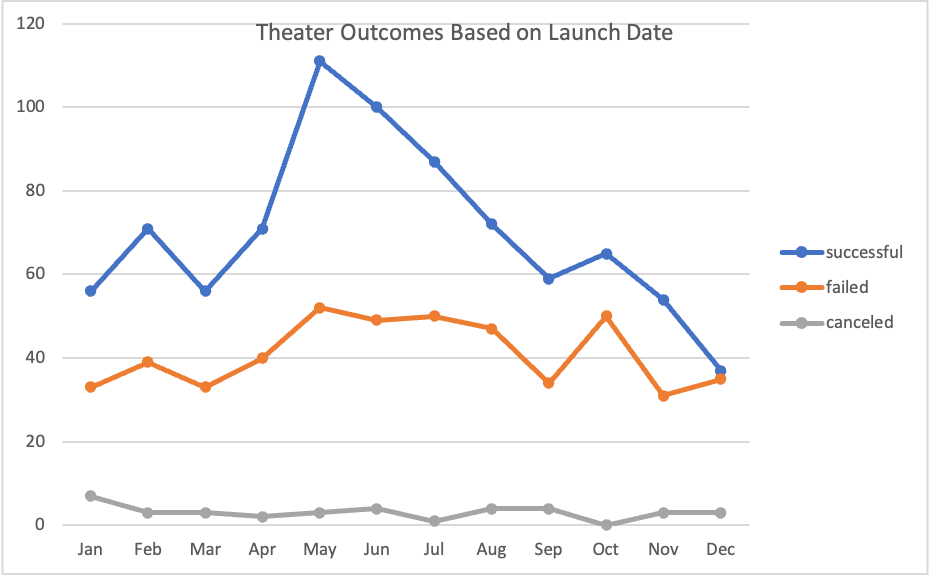 Theater Outcomes Based on Launch Date
120
100
80
60
40
20
0
Jan Feb Mar Apr May Jun Jul Aug Sep Oct Nov Dec
successful
failed
canceled